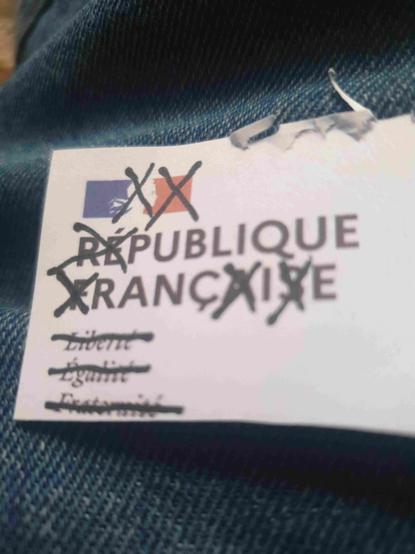 RÉPUBLIQUE
FRANÇAISE
Liberté
Égalité
Fraternité